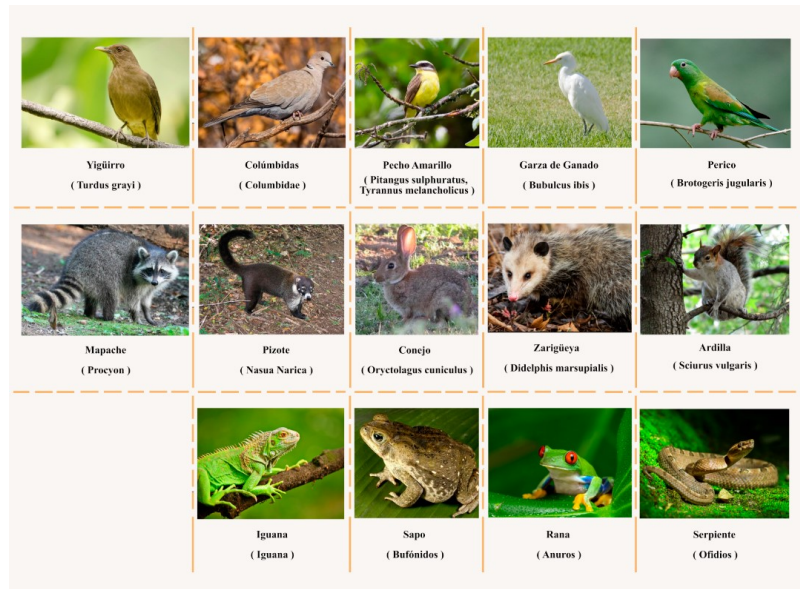 Yigüirro
( Turdus grayi )
Colúmbidas
( Columbidae )
Pecho Amarillo
( Pitangus sulphuratus,
Tyrannus melancholicus )
Garza de Ganado
( Bubulcus ibis )
Perico
( Brotogeris jugularis )
Mapache
( Procyon )
Pizote
( Nasua Narica )
Conejo
( Oryctolagus cuniculus )
Zarigüeya
( Didelphis marsupialis )
Ardilla
( Sciurus vulgaris )
Iguana
( Iguana )
Sapo
( Bufónidos )
Rana
( Anuros )
Serpiente
( Ofidios )